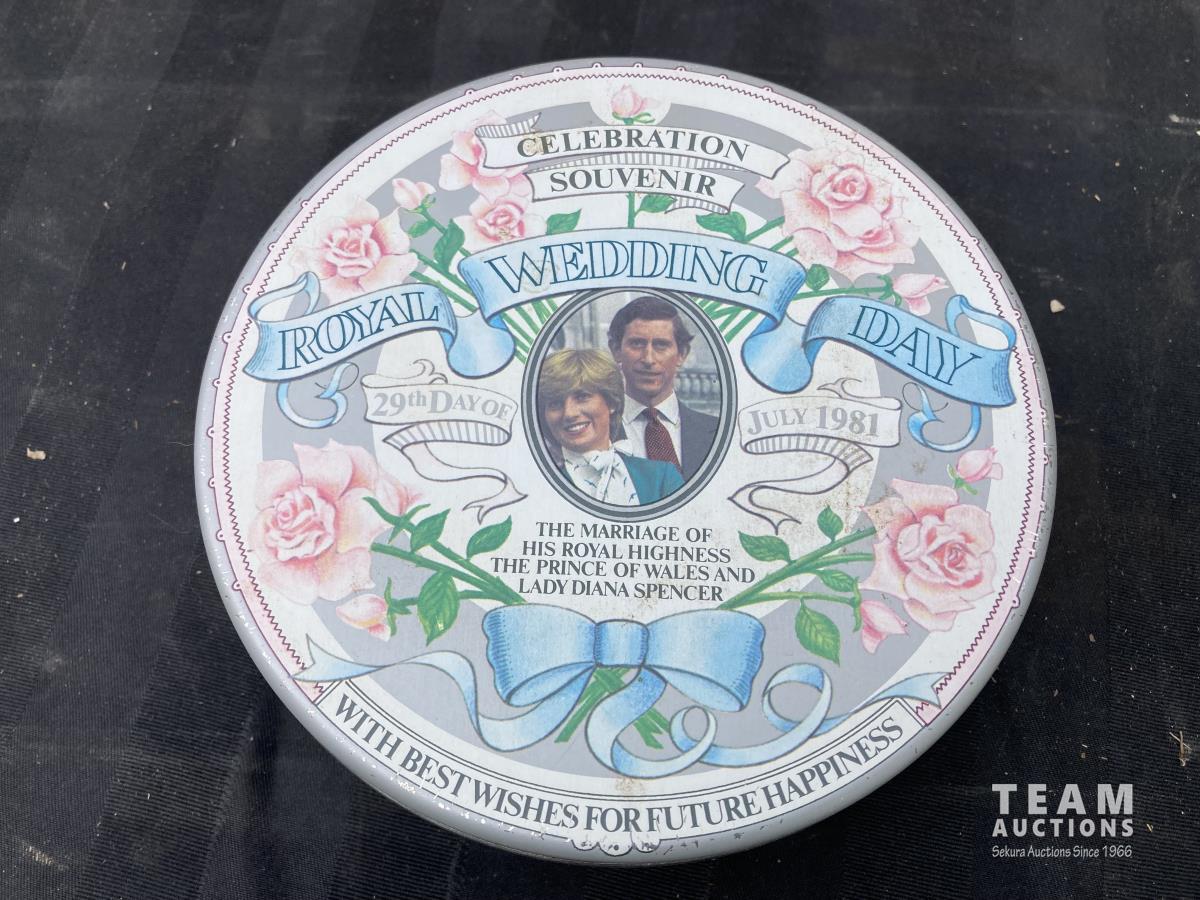 CELEBRATION
SOUVENIR
ROYAL WEDDING DAY
29th DAY OF JULY 1981
THE MARRIAGE OF
HIS ROYAL HIGHNESS
THE PRINCE OF WALES AND
LADY DIANA SPENCER
WITH BEST WISHES FOR FUTURE HAPPINESS
TEAM
AUCTIONS
Sekura Auctions Since 1966